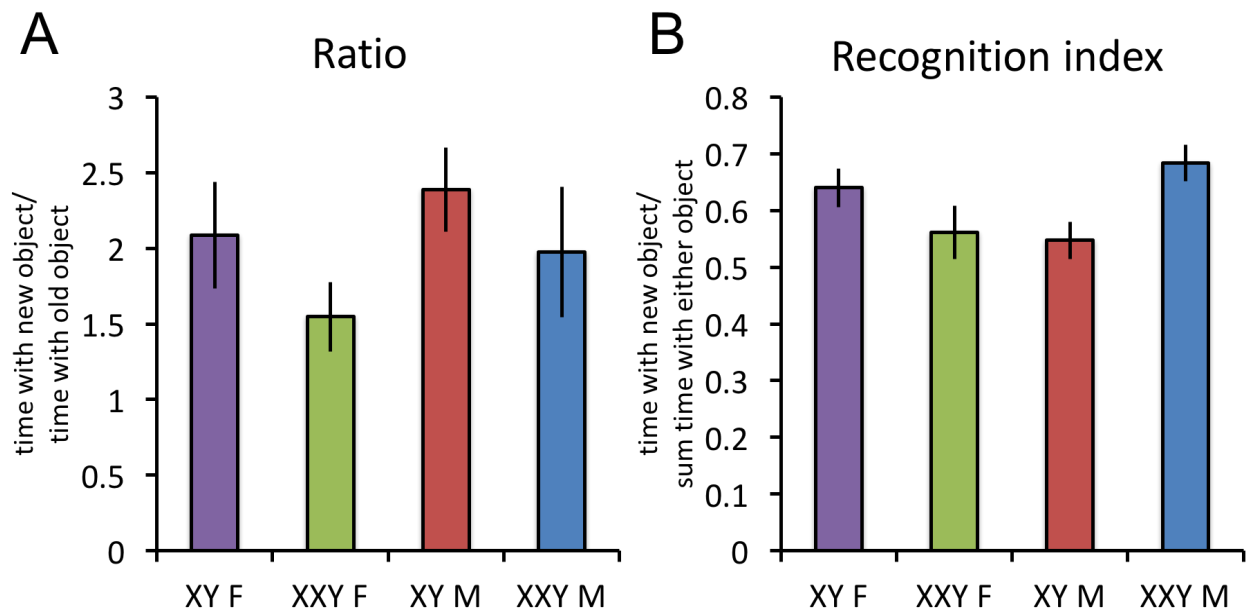 A
Ratio
time with new object/
time with old object
3
2.5
2
1.5
1
0.5
0
XY F
XXY F
XY M
XXY M
B
Recognition index
time with new object/
sum time with either object
0.8
0.7
0.6
0.5
0.4
0.3
0.2
0.1
0
XY F
XXY F
XY M
XXY M